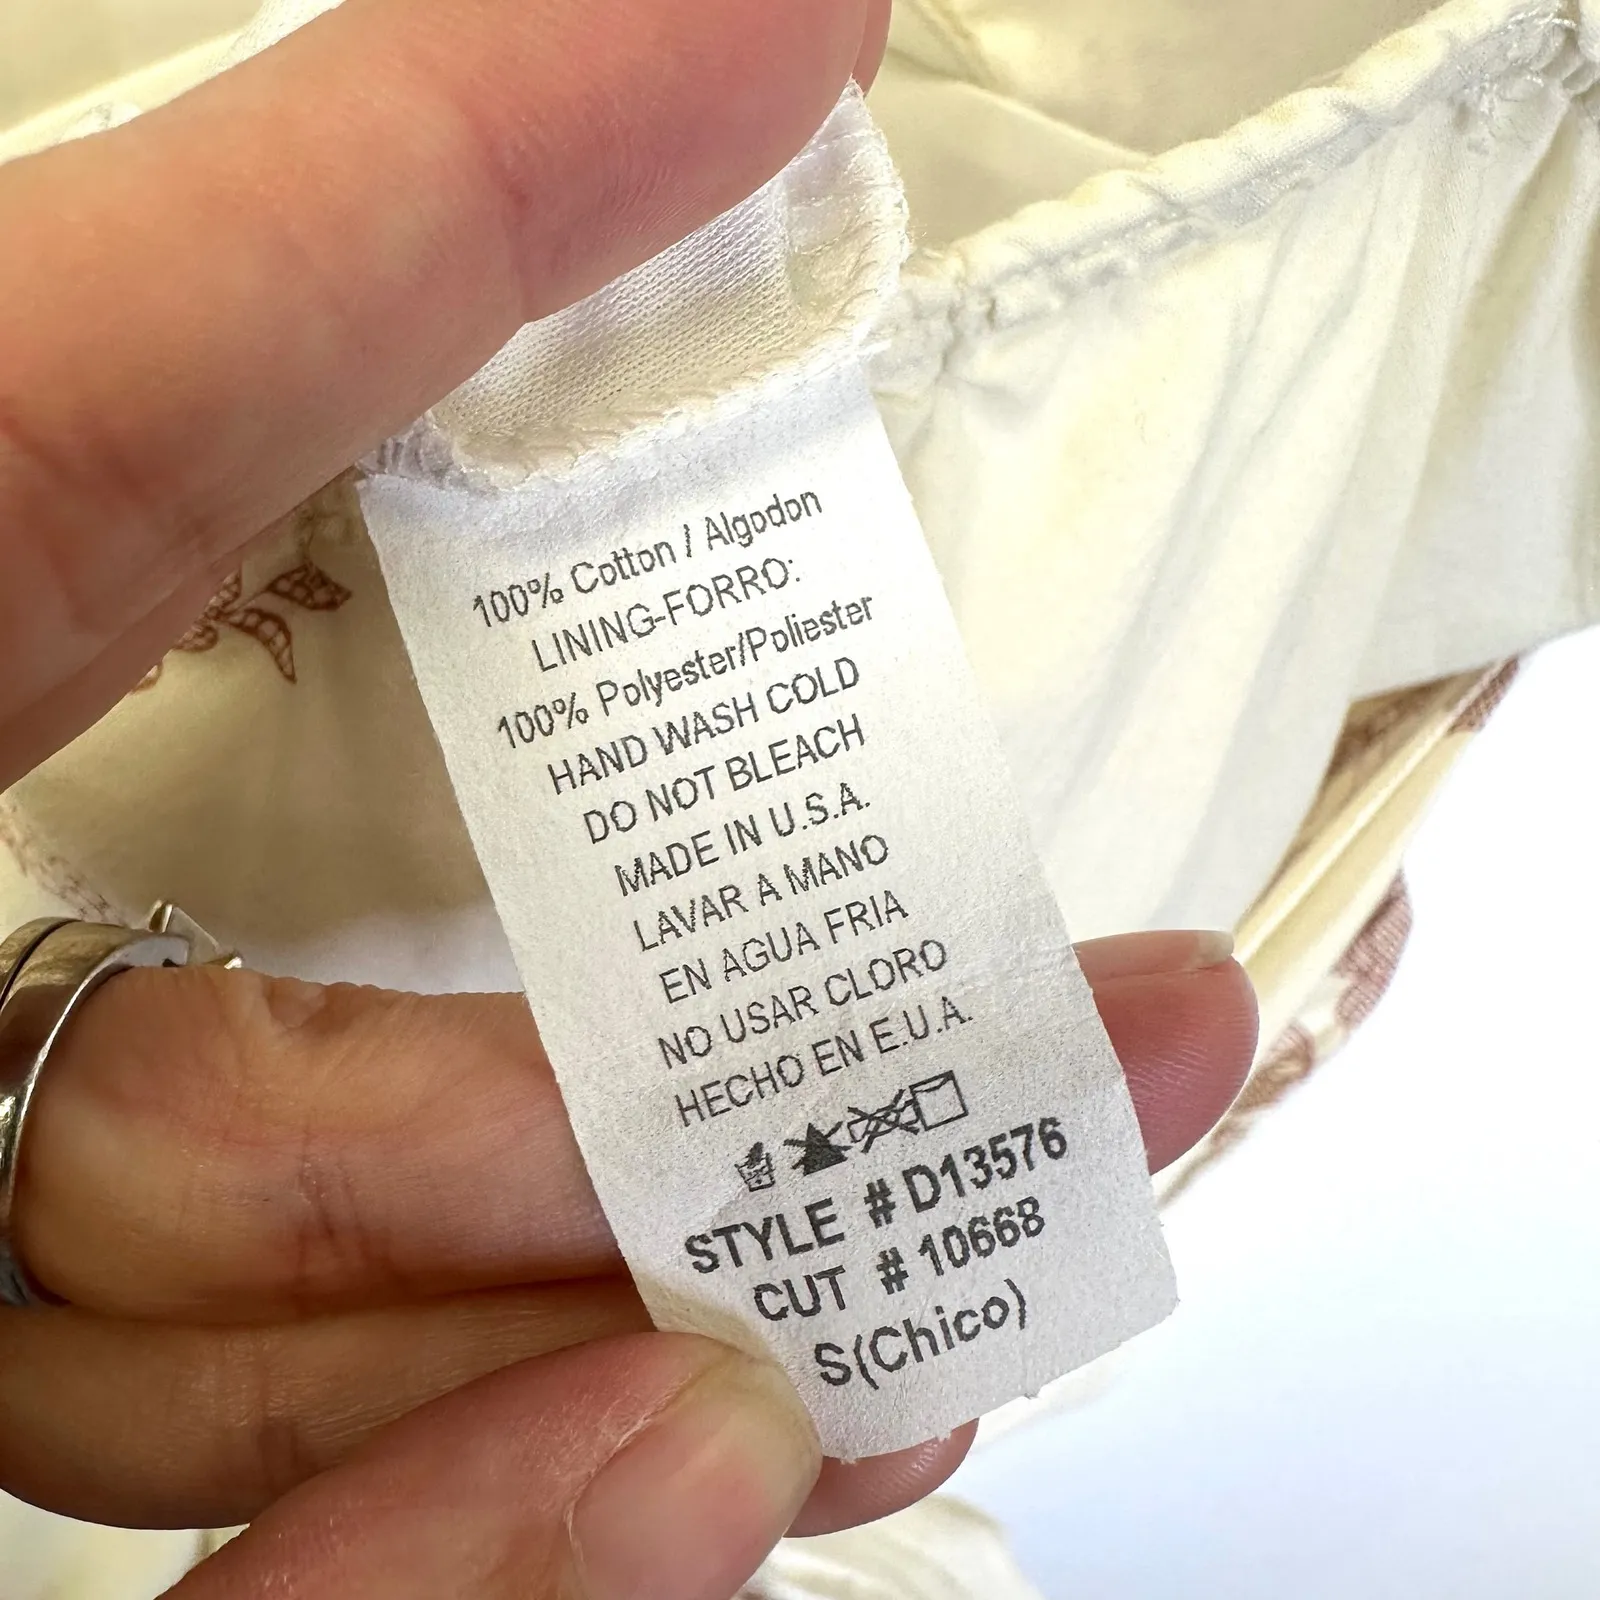 100% Cotton / Algodon
LINING-FORRO:
100% Polyester/Poliester
HAND WASH COLD
DO NOT BLEACH
MADE IN U.S.A.
LAVAR A MANO
EN AGUA FRIA
NO USAR CLORO
HECHO EN E.U.A.
STYLE # D13576
CUT # 10668
S(Chico)